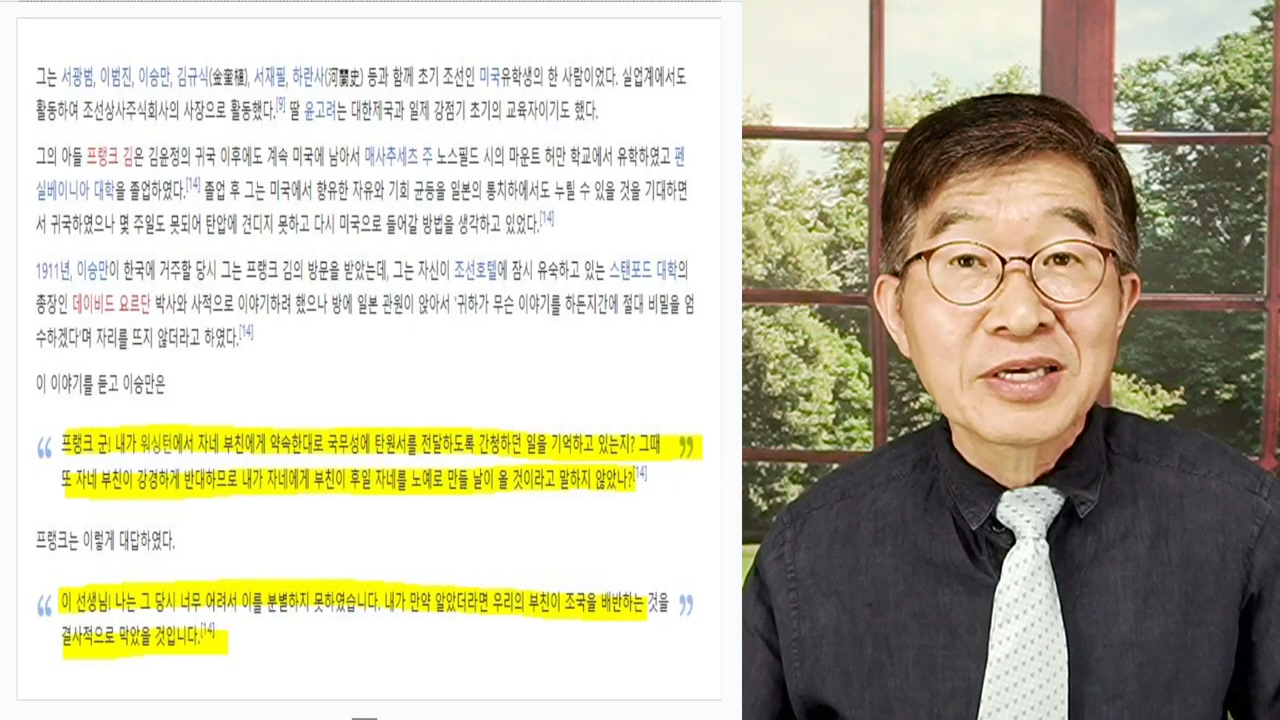 그는 서광범, 이범진, 이승만, 김규식(金奎植), 서재필, 하란사(河蘭史) 등과 함께 초기 조선인 미국유학생의 한 사람이었다. 실업계에서도
활동하여 조선상사주식회사의 사장으로 활동했다.[9] 딸 윤고려는 대한제국과 일제 강점기 초기의 교육자이기도 했다.
그의 아들 프랭크 김은 김윤정의 귀국 이후에도 계속 미국에 남아서 매사추세츠 주 노스필드 시의 마운트 허만 학교에서 유학하였고 펜
실베이니아 대학을 졸업하였다.[14] 졸업 후 그는 미국에서 향유한 자유와 기회 균등을 일본의 통치하에서도 누릴 수 있을 것을 기대하면
서 귀국하였으나 몇 주일도 못되어 탄압에 견디지 못하고 다시 미국으로 들어갈 방법을 생각하고 있었다.[14]
1911년, 이승만이 한국에 거주할 당시 그는 프랭크 김의 방문을 받았는데, 그는 자신이 조선호텔에 잠시 유숙하고 있는 스탠포드 대학의
총장인 데이비드 요르단 박사와 사적으로 이야기하려 했으나 방에 일본 관원이 앉아서 '귀하가 무슨 이야기를 하든지간에 절대 비밀을 엄
수하겠다'며 자리를 뜨지 않더라고 하였다.[14]
이 이야기를 듣고 이승만은
“ 프랭크 군! 내가 워싱턴에서 자네 부친에게 약속한대로 국무성에 탄원서를 전달하도록 간청하던 일을 기억하고 있는지? 그때 ”
또 자네 부친이 강경하게 반대하므로 내가 자네에게 부친이 후일 자네를 노예로 만들 날이 올 것이라고 말하지 않았나?[14]
프랭크는 이렇게 대답하였다.
“ 이 선생님! 나는 그 당시 너무 어려서 이를 분별하지 못하였습니다. 내가 만약 알았더라면 우리의 부친이 조국을 배반하는 것을 ”
결사적으로 막았을 것입니다.[14]